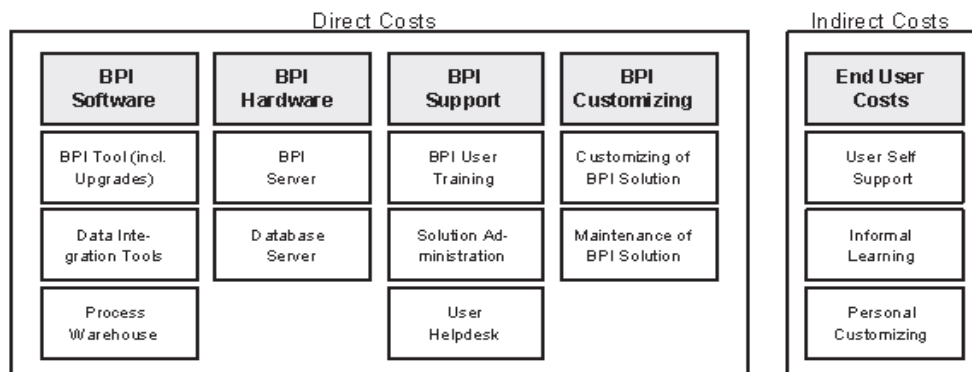 Direct Costs
Indirect Costs
BPI
Software
BPI
Hardware
BPI
Support
BPI
Customizing
End User
Costs
BPI Tool (incl.
Upgrades)
BPI
Server
BPI User
Training
Customizing of
BPI Solution
User Self
Support
Data Inte-
gration Tools
Database
Server
Solution Ad-
ministration
Maintenance of
BPI Solution
Informal
Learning
Process
Warehouse
User
Helpdesk
Personal
Customizing